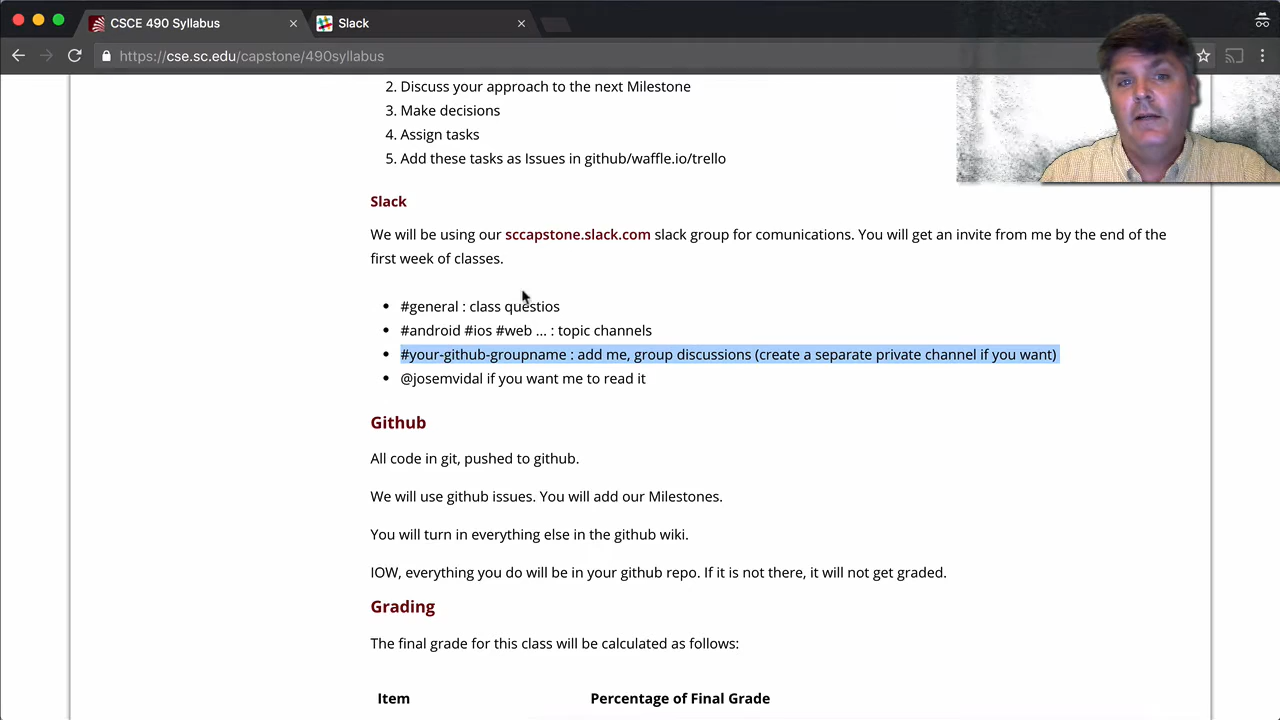 CSCE 490 Syllabus
Slack
https://cse.sc.edu/capstone/490syllabus
2. Discuss your approach to the next Milestone
3. Make decisions
4. Assign tasks
5. Add these tasks as Issues in github/waffle.io/trello
Slack
We will be using our sccapstone.slack.com slack group for comunications. You will get an invite from me by the end of the
first week of classes.
• #general : class questios
• #android #ios #web ... : topic channels
• #your-github-groupname : add me, group discussions (create a separate private channel if you want)
• @josemvidal if you want me to read it
Github
All code in git, pushed to github.
We will use github issues. You will add our Milestones.
You will turn in everything else in the github wiki.
IOW, everything you do will be in your github repo. If it is not there, it will not get graded.
Grading
The final grade for this class will be calculated as follows:
Item Percentage of Final Grade